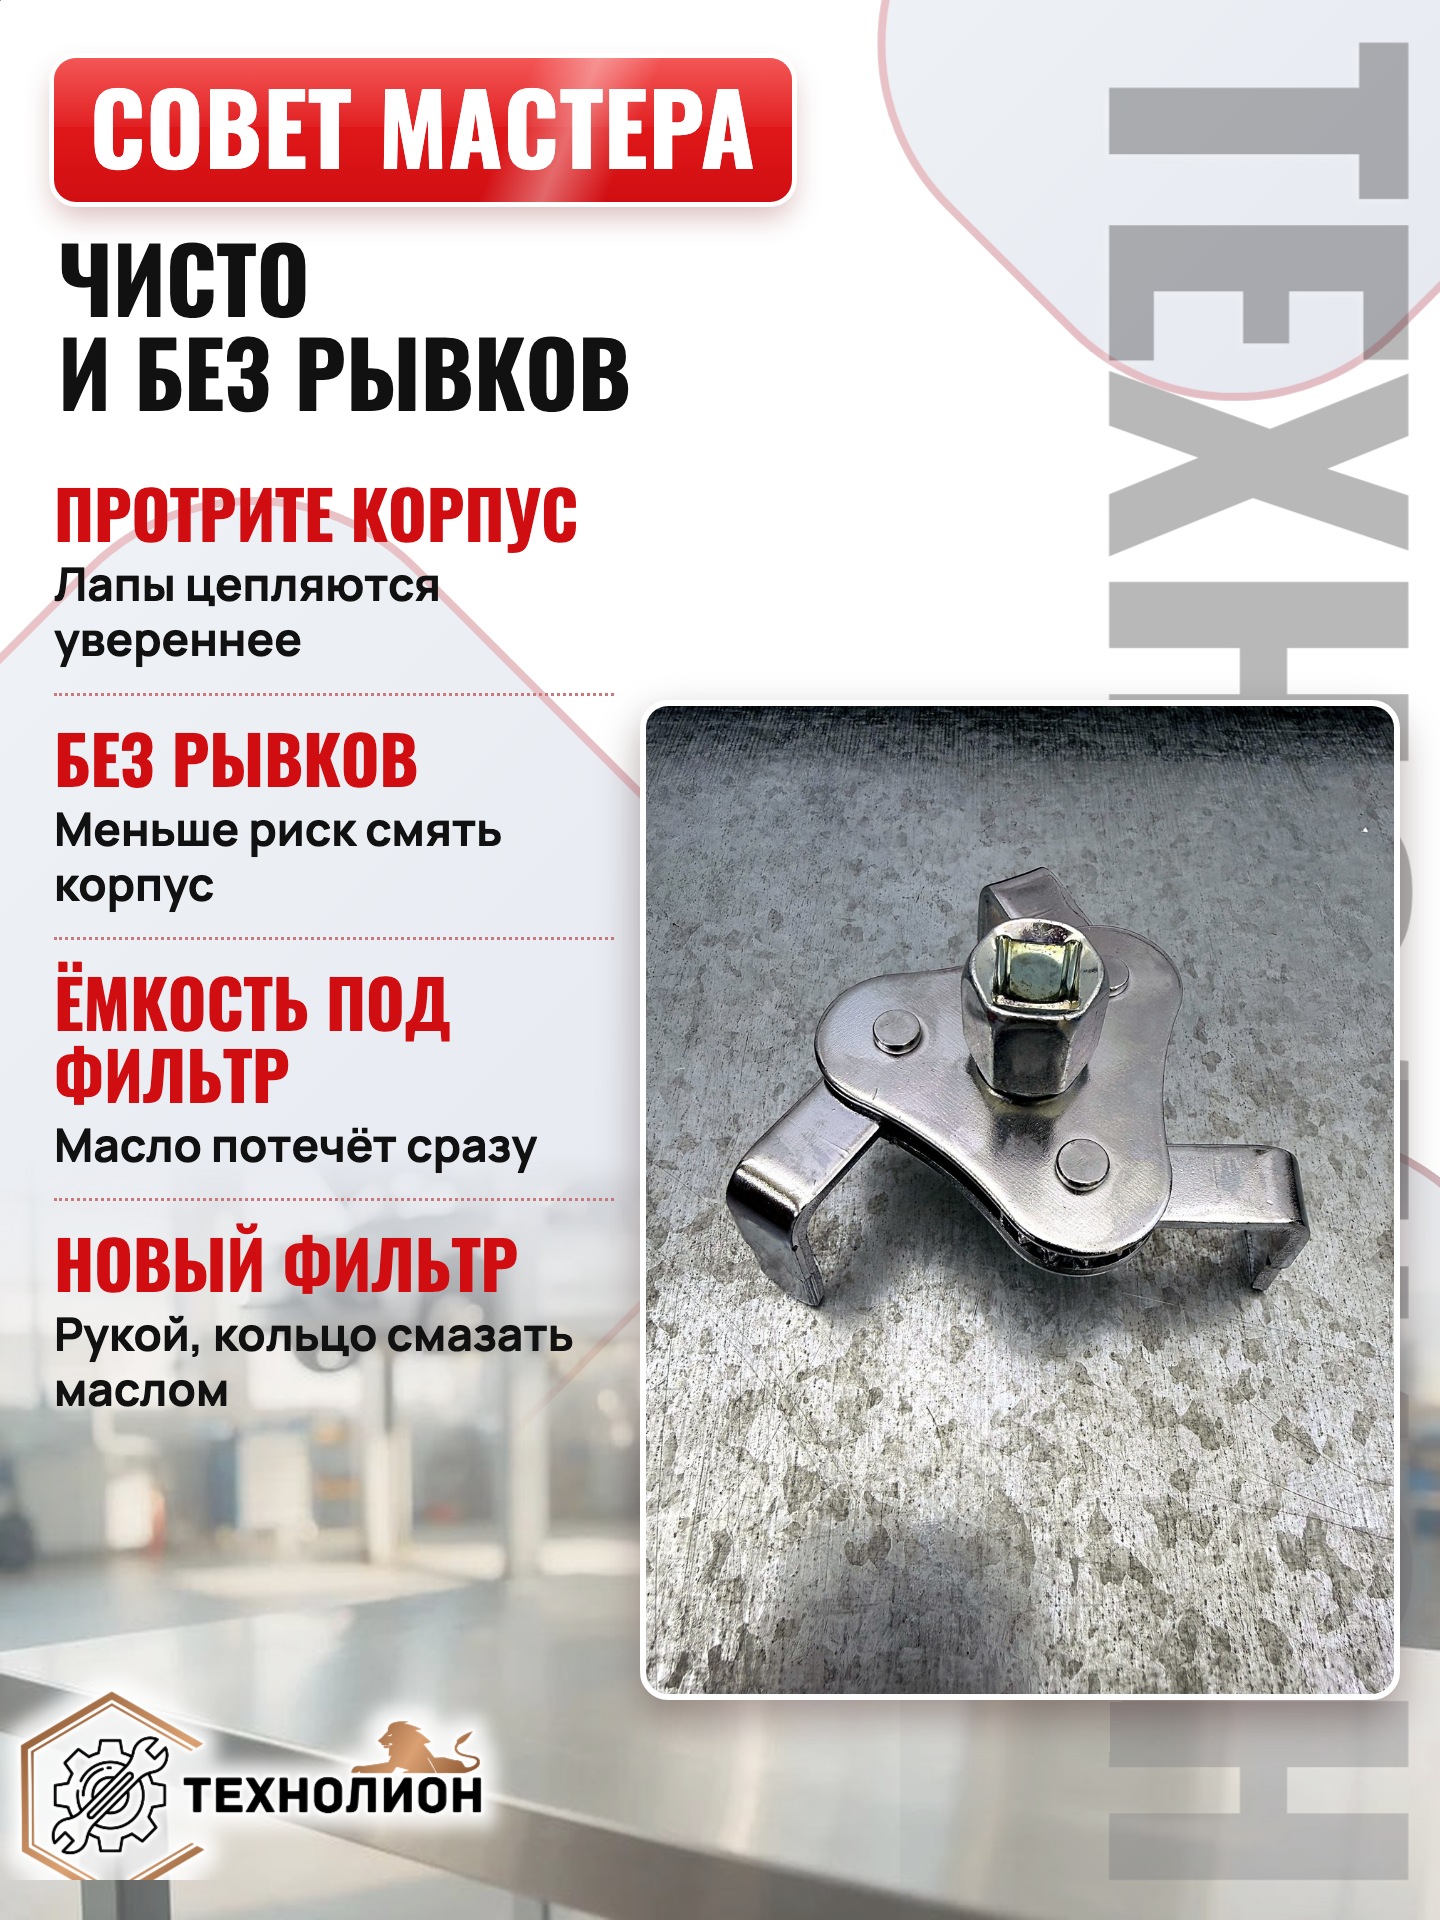 СОВЕТ МАСТЕРА
ЧИСТО
И БЕЗ РЫВКОВ
ПРОТРИТЕ КОРПУС
Лапы цепляются
увереннее
БЕЗ РЫВКОВ
Меньше риск смять
корпус
ЁМКОСТЬ ПОД
ФИЛЬТР
Масло потечёт сразу
НОВЫЙ ФИЛЬТР
Рукой, кольцо смазать
маслом
ТЕХНОЛИОН